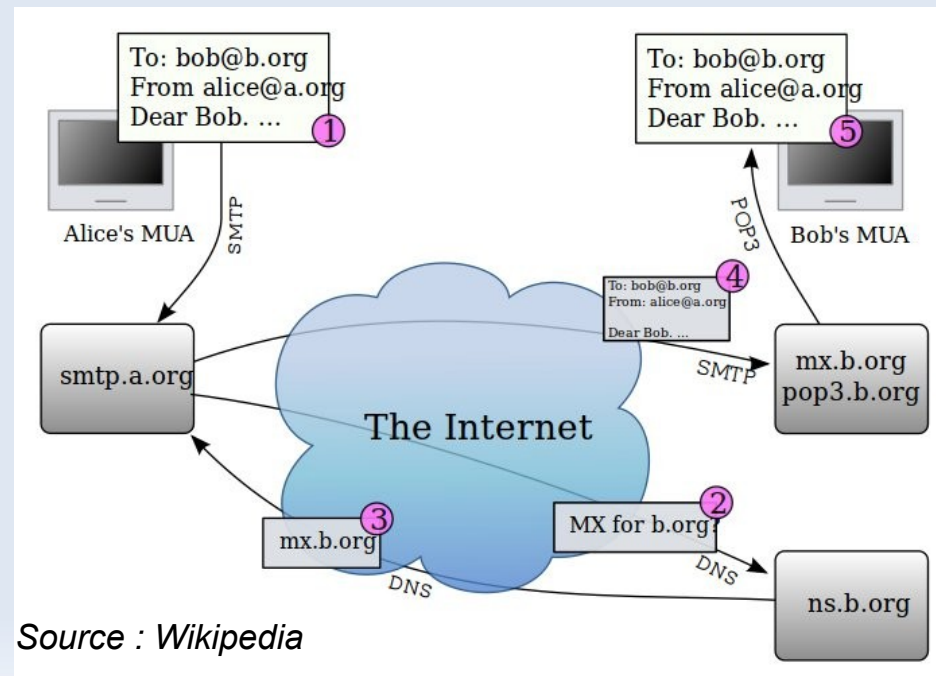 To: bob@b.org
From alice@a.org
Dear Bob. ...
1
Alice's MUA
SMTP
To: bob@b.org
From alice@a.org
Dear Bob. ...
5
Bob's MUA
POP3
smtp.a.org
To: bob@b.org
From: alice@a.org
Dear Bob. ...
4
SMTP
mx.b.org
pop3.b.org
The Internet
MX for b.org?
2
DNS
mx.b.org
3
DNS
ns.b.org
Source : Wikipedia